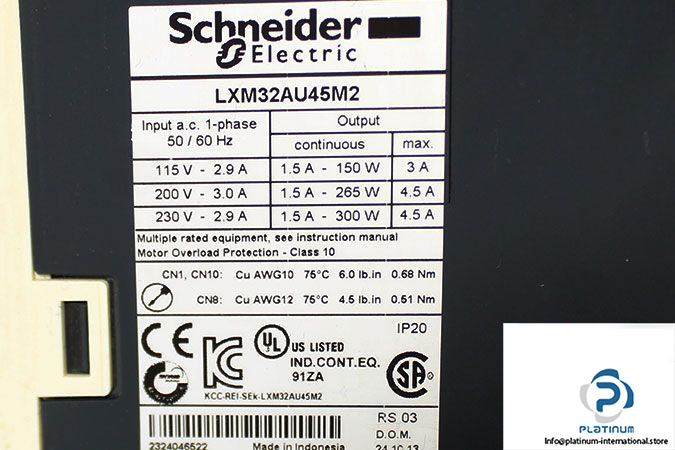 Schneider
Electric
LXM32AU45M2
Input a.c. 1-phase
50 / 60 Hz
Output
continuous max.
115 V - 2.9 A 1.5 A - 150 W 3 A
200 V - 3.0 A 1.5 A - 265 W 4.5 A
230 V - 2.9 A 1.5 A - 300 W 4.5 A
Multiple rated equipment, see instruction manual
Motor Overload Protection - Class 10
CN1, CN10: Cu AWG10 75°C 6.0 lb.in 0.68 Nm
CN8: Cu AWG12 75°C 4.5 lb.in 0.51 Nm
CE
UL
US LISTED
IND.CONT.EQ.
91ZA
IP20
SA
KCC-REI-SEk-LXM32AU45M2
RS 03
D.O.M.
2324046522 Made in Indonesia 24.10.13
PLATINUM
info@platinum-international.store